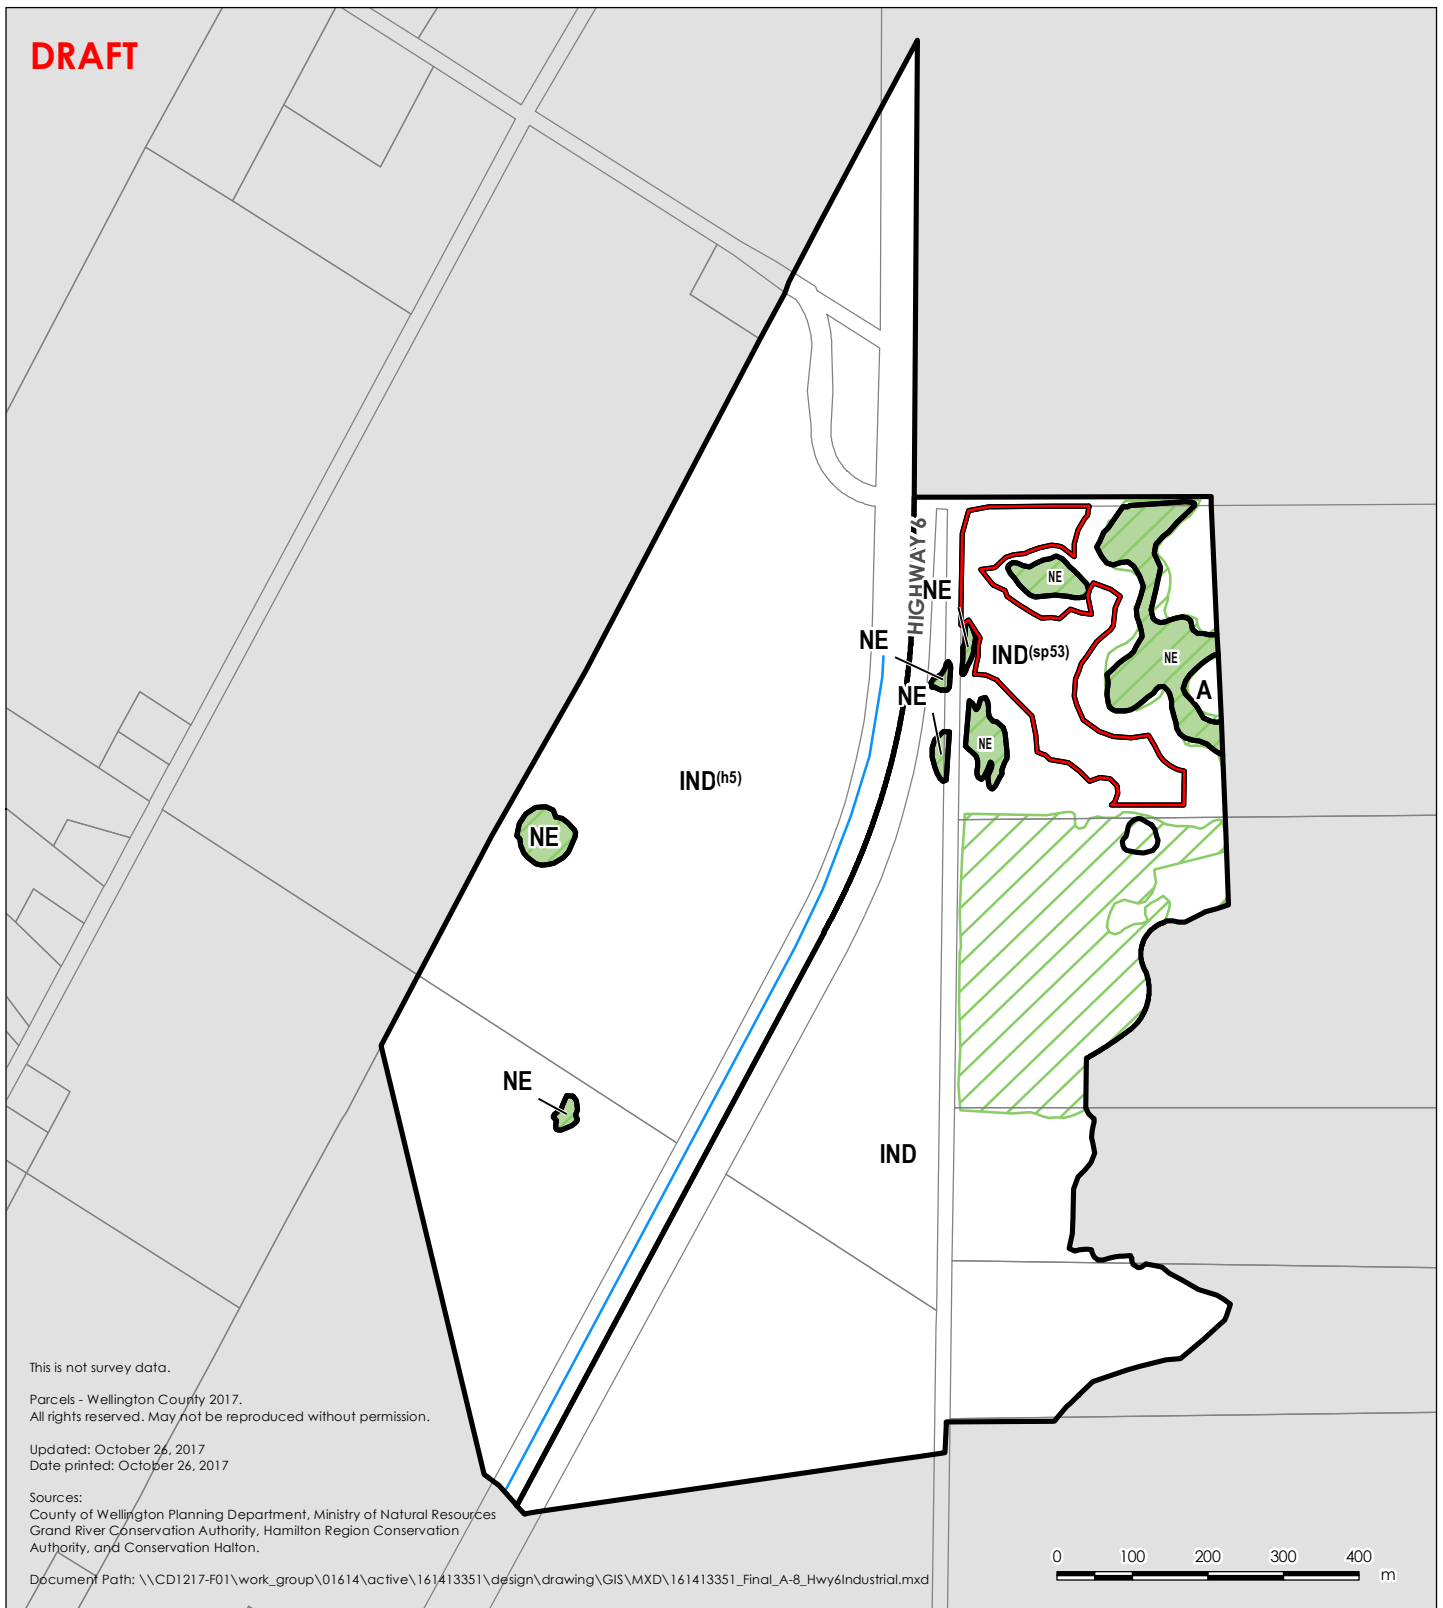 DRAFT
HIGHWAY 6
NE
NE
NE
IND(sp53)
NE
NE
A
NE
NE
IND(h5)
NE
NE
IND
This is not survey data.
Parcels - Wellington County 2017.
All rights reserved. May not be reproduced without permission.
Updated: October 26, 2017
Date printed: October 26, 2017
Sources:
County of Wellington Planning Department, Ministry of Natural Resources
Grand River Conservation Authority, Hamilton Region Conservation
Authority, and Conservation Halton.
Document Path: \\CD1217-F01\work_group\01614\active\161413351\design\drawing\GIS\MXD\161413351_Final_A-8_Hwy6Industrial.mxd
0 100 200 300 400
m